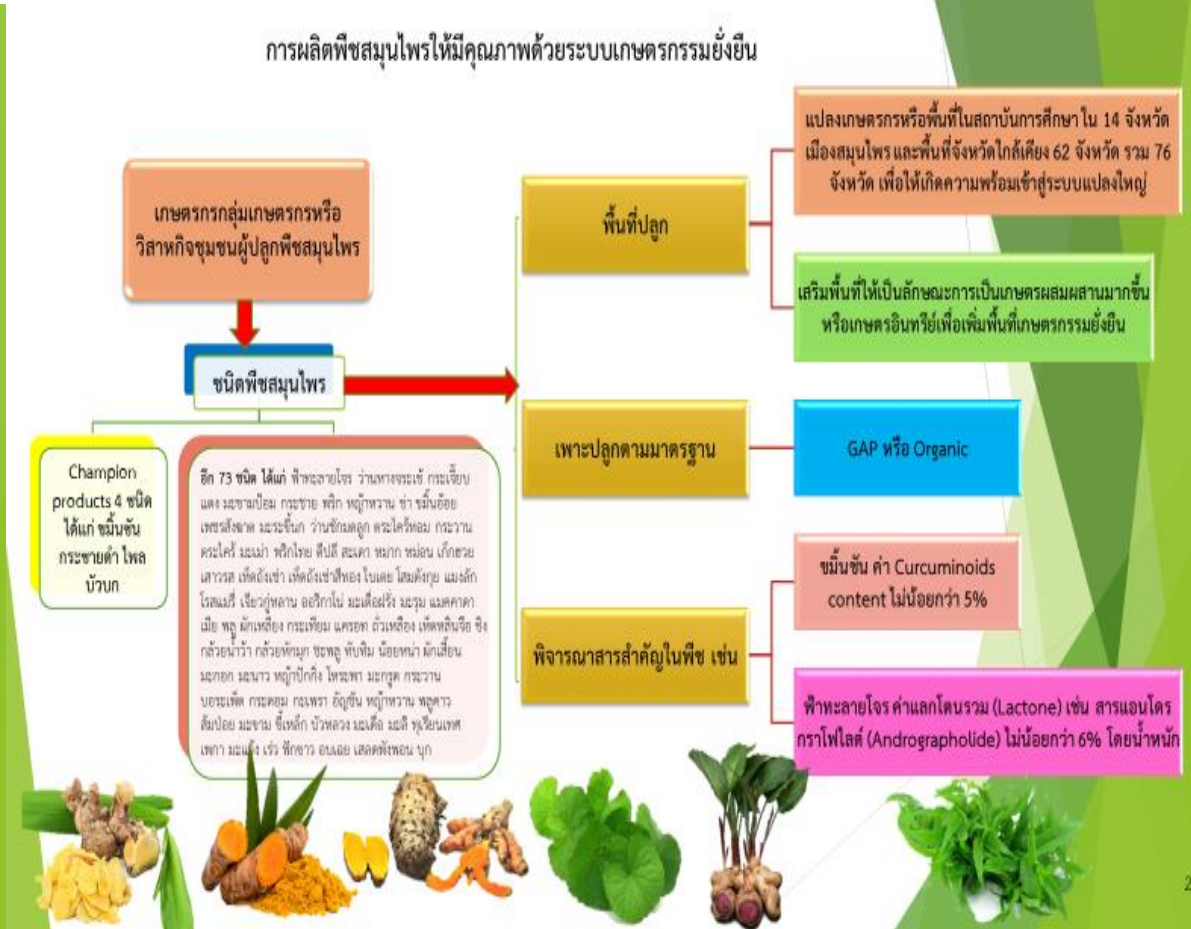 การผลิตพืชสมุนไพรให้มีคุณภาพด้วยระบบเกษตรกรรมยั่งยืน
เกษตรกรกลุ่มเกษตรกรหรือ
วิสาหกิจชุมชนผู้ปลูกพืชสมุนไพร
ชนิดพืชสมุนไพร
Champion
products 4 ชนิด
ได้แก่ ขมิ้นชัน
กระชายดำ ไพล
บัวบก
อีก 73 ชนิด ได้แก่ ฟ้าทะลายโจร ว่านหางจระเข้ กระเจี๊ยบ
แดง มะขามป้อม กระชาย พริก หญ้าหวาน ข่า ขมิ้นอ้อย
เพชรสังฆาต มะระขี้นก ว่านชักมดลูก ตะไคร้หอม กระวาน
ตะไคร้ มะเม่า พริกไทย ดีปลี สะเดา หมาก หม่อน เก็กฮวย
เสาวรส เห็ดถั่งเช่า เห็ดถั่งเช่าสีทอง ใบเตย โสมตังกุย แมงลัก
โรสแมรี่ เจียวกู่หลาน ออริกาโน่ มะเดื่อฝรั่ง มะรุม แมคคาเดา
เมีย พลู ผักเหลียง กระเทียม แครอท ถั่วเหลือง เห็ดหลินจือ ขิง
กล้วยน้ำว้า กล้วยหักมุก ชะพลู ทับทิม น้อยหน่า ผักเสี้ยน
มะกอก มะนาว หญ้าปักกิ่ง โหระพา มะกรูด กระวาน
บอระเพ็ด กระดอม กะเพรา อัญชัน หญ้าหวาน พลูคาว
ส้มป่อย มะขาม ขี้เหล็ก บัวหลวง มะเดื่อ มะลิ ทุเรียนเทศ
เพกา มะแว้ง เร่ว ฟักขาว อบเชย เสลดพังพอน บุก
พื้นที่ปลูก
แปลงเกษตรกรหรือพื้นที่ในสถาบันการศึกษา ใน 14 จังหวัด
เมืองสมุนไพร และพื้นที่จังหวัดใกล้เคียง 62 จังหวัด รวม 76
จังหวัด เพื่อให้เกิดความพร้อมเข้าสู่ระบบแปลงใหญ่
เสริมพื้นที่ให้เป็นลักษณะการเป็นเกษตรผสมผสานมากขึ้น
หรือเกษตรอินทรีย์เพื่อเพิ่มพื้นที่เกษตรกรรมยั่งยืน
เพาะปลูกตามมาตรฐาน
GAP หรือ Organic
พิจารณาสารสำคัญในพืช เช่น
ขมิ้นชัน ค่า Curcuminoids
content ไม่น้อยกว่า 5%
ฟ้าทะลายโจร ค่าแลกโตนรวม (Lactone) เช่น สารแอนโดร
กราโฟไลด์ (Andrographolide) ไม่น้อยกว่า 6% โดยน้ำหนัก
2